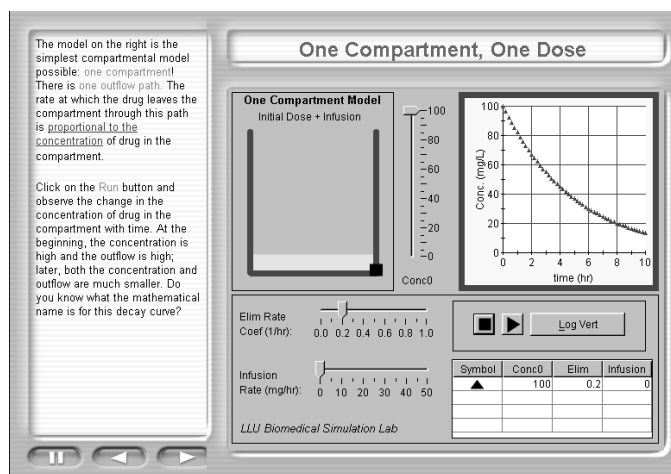 The model on the right is the
simplest compartmental model
possible: one compartment!
There is one outflow path. The
rate at which the drug leaves the
compartment through this path
is proportional to the
concentration of drug in the
compartment.
Click on the Run button and
observe the change in the
concentration of drug in the
compartment with time. At the
beginning, the concentration is
high and the outflow is high;
later, both the concentration and
outflow are much smaller. Do
you know what the mathematical
name is for this decay curve?
One Compartment, One Dose
One Compartment Model
Initial Dose + Infusion
100
80
60
40
20
0
Conc0
Conc. (mg/L)
100
80
60
40
20
0
0 2 4 6 8 10
time (hr)
Elim Rate
Coef (1/hr):
0.0 0.2 0.4 0.6 0.8 1.0
Infusion
Rate (mg/hr):
0 10 20 30 40 50
LLU Biomedical Simulation Lab
Log Vert
Symbol Conc0 Elim Infusion
100 0.2 0